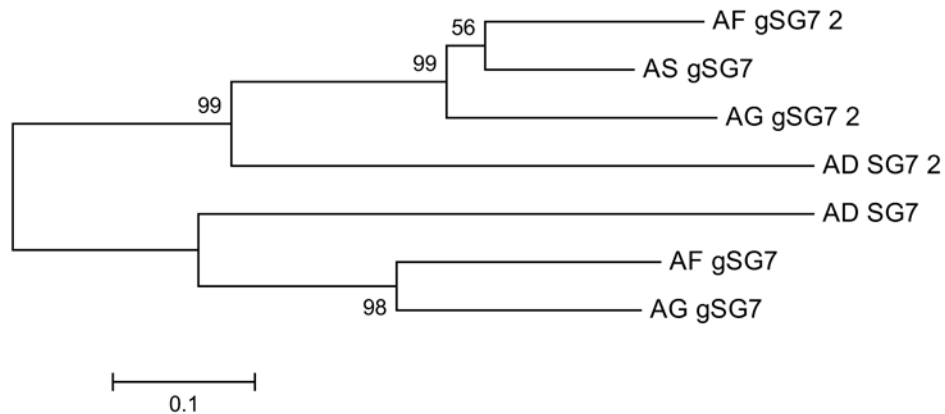 AF gSG7 2
56
AS gSG7
99
99
AG gSG7 2
AD SG7 2
AD SG7
AF gSG7
98
AG gSG7
0.1